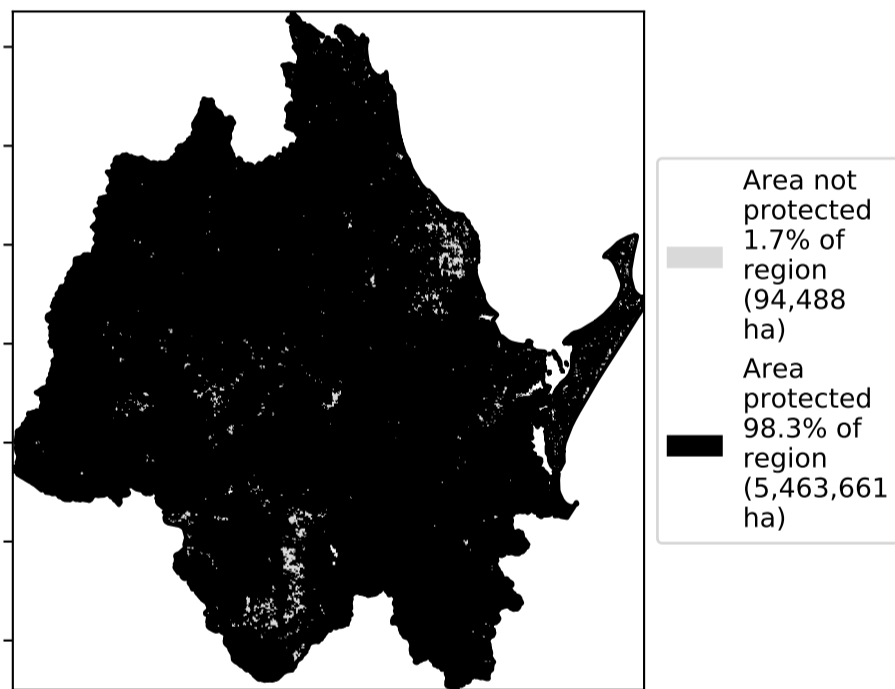 Area not
protected
1.7% of
region
(94,488
ha)
Area
protected
98.3% of
region
(5,463,661
ha)